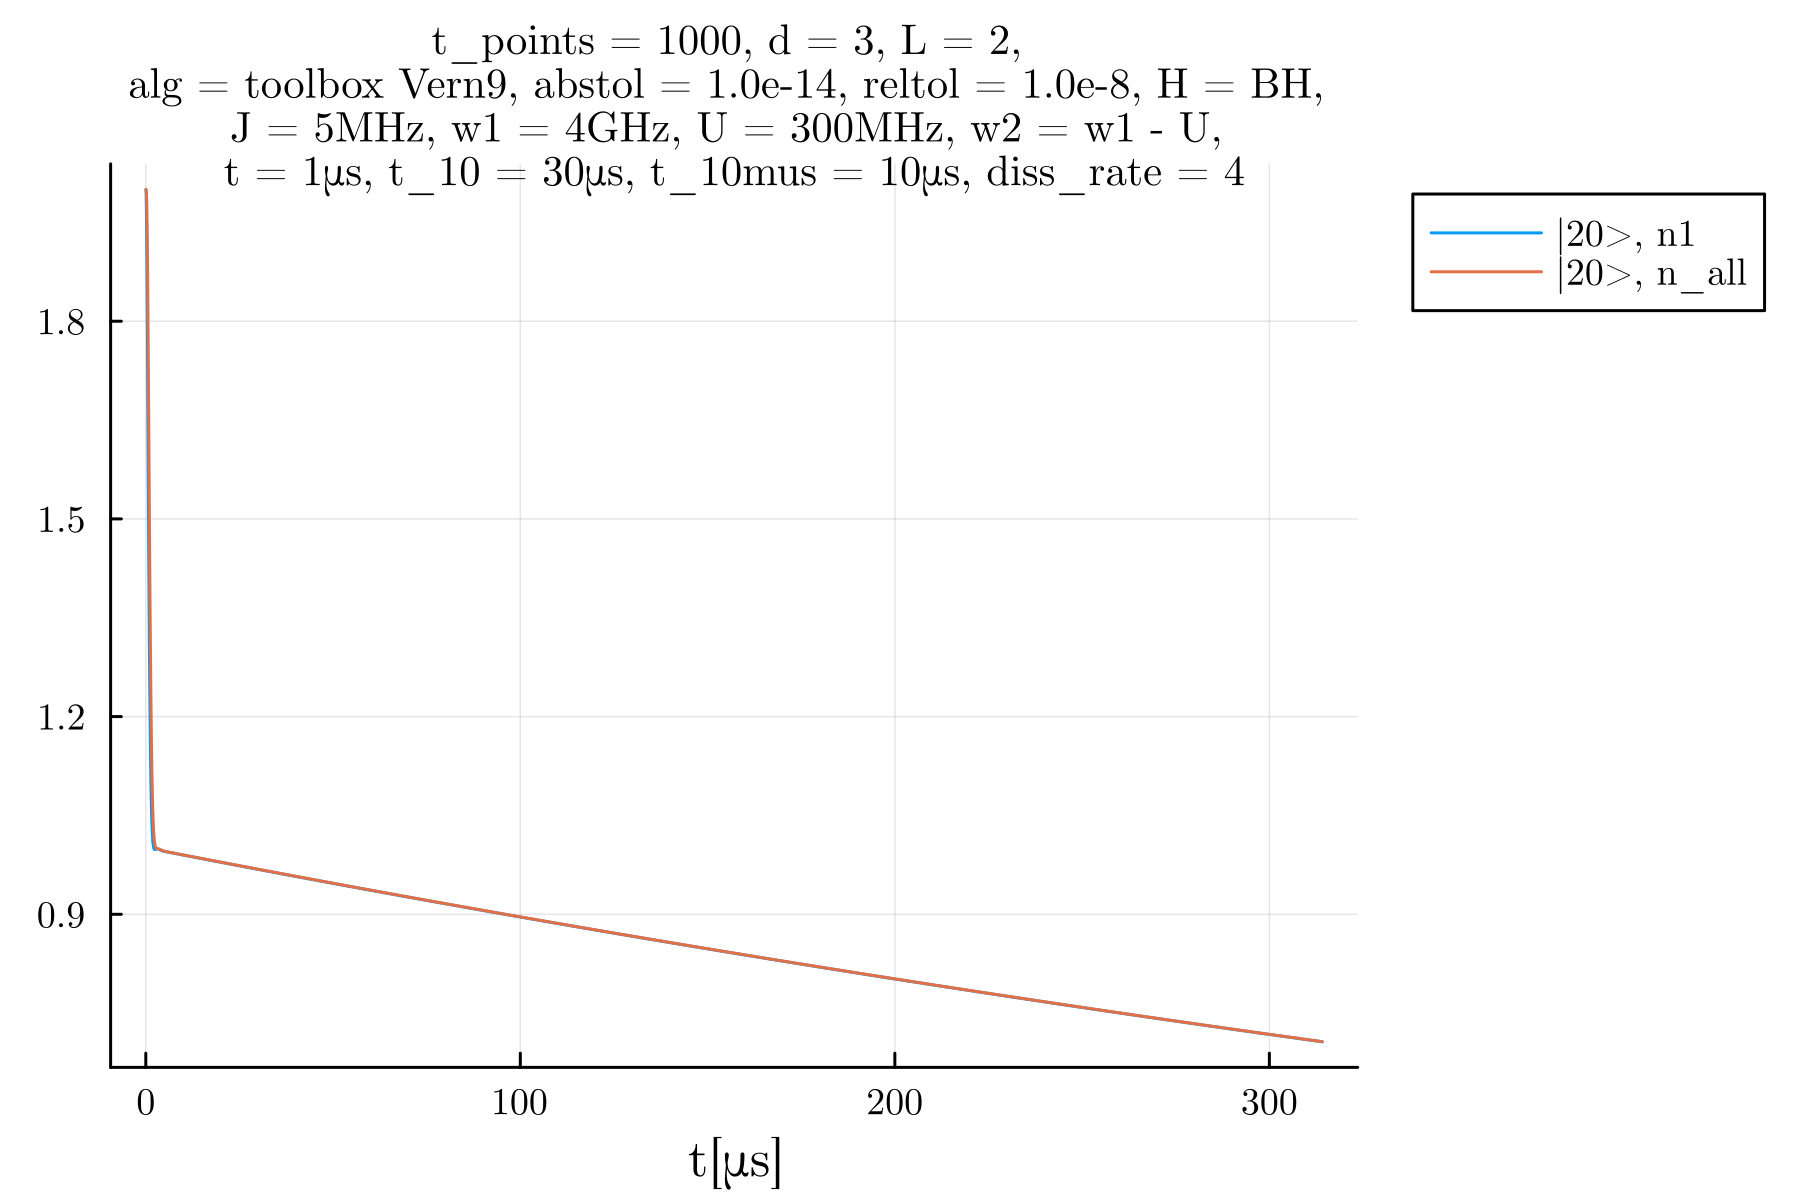 t_points = 1000, d = 3, L = 2,
alg = toolbox Vern9, abstol = 1.0e-14, reltol = 1.0e-8, H = BH,
J = 5MHz, w1 = 4GHz, U = 300MHz, w2 = w1 - U,
t = 1μs, t_10 = 30μs, t_10mus = 10μs, diss_rate = 4
|20>, n1
|20>, n_all
1.8
1.5
1.2
0.9
0 100 200 300
t[μs]